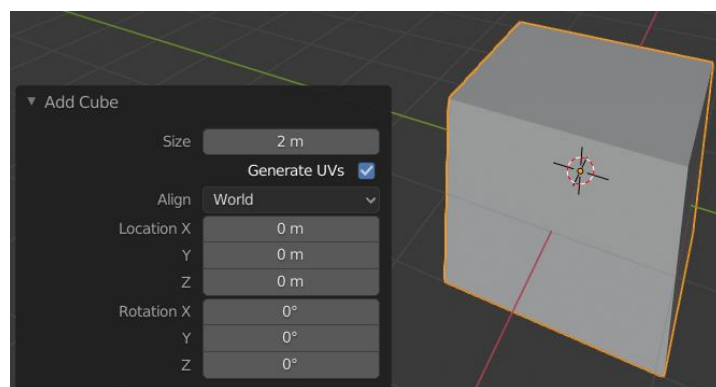 Add Cube
Size 2 m
Generate UVs
Align World
Location X 0 m
Y 0 m
Z 0 m
Rotation X 0°
Y 0°
Z 0°